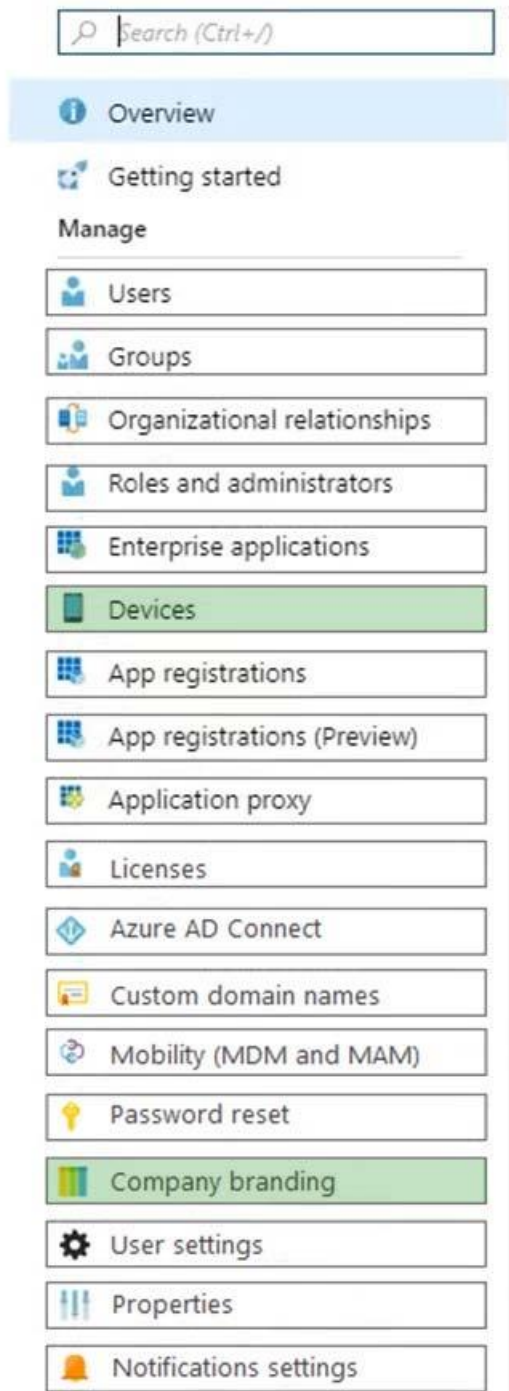 Search (Ctrl+/)
Overview
Getting started
Manage
Users
Groups
Organizational relationships
Roles and administrators
Enterprise applications
Devices
App registrations
App registrations (Preview)
Application proxy
Licenses
Azure AD Connect
Custom domain names
Mobility (MDM and MAM)
Password reset
Company branding
User settings
Properties
Notifications settings